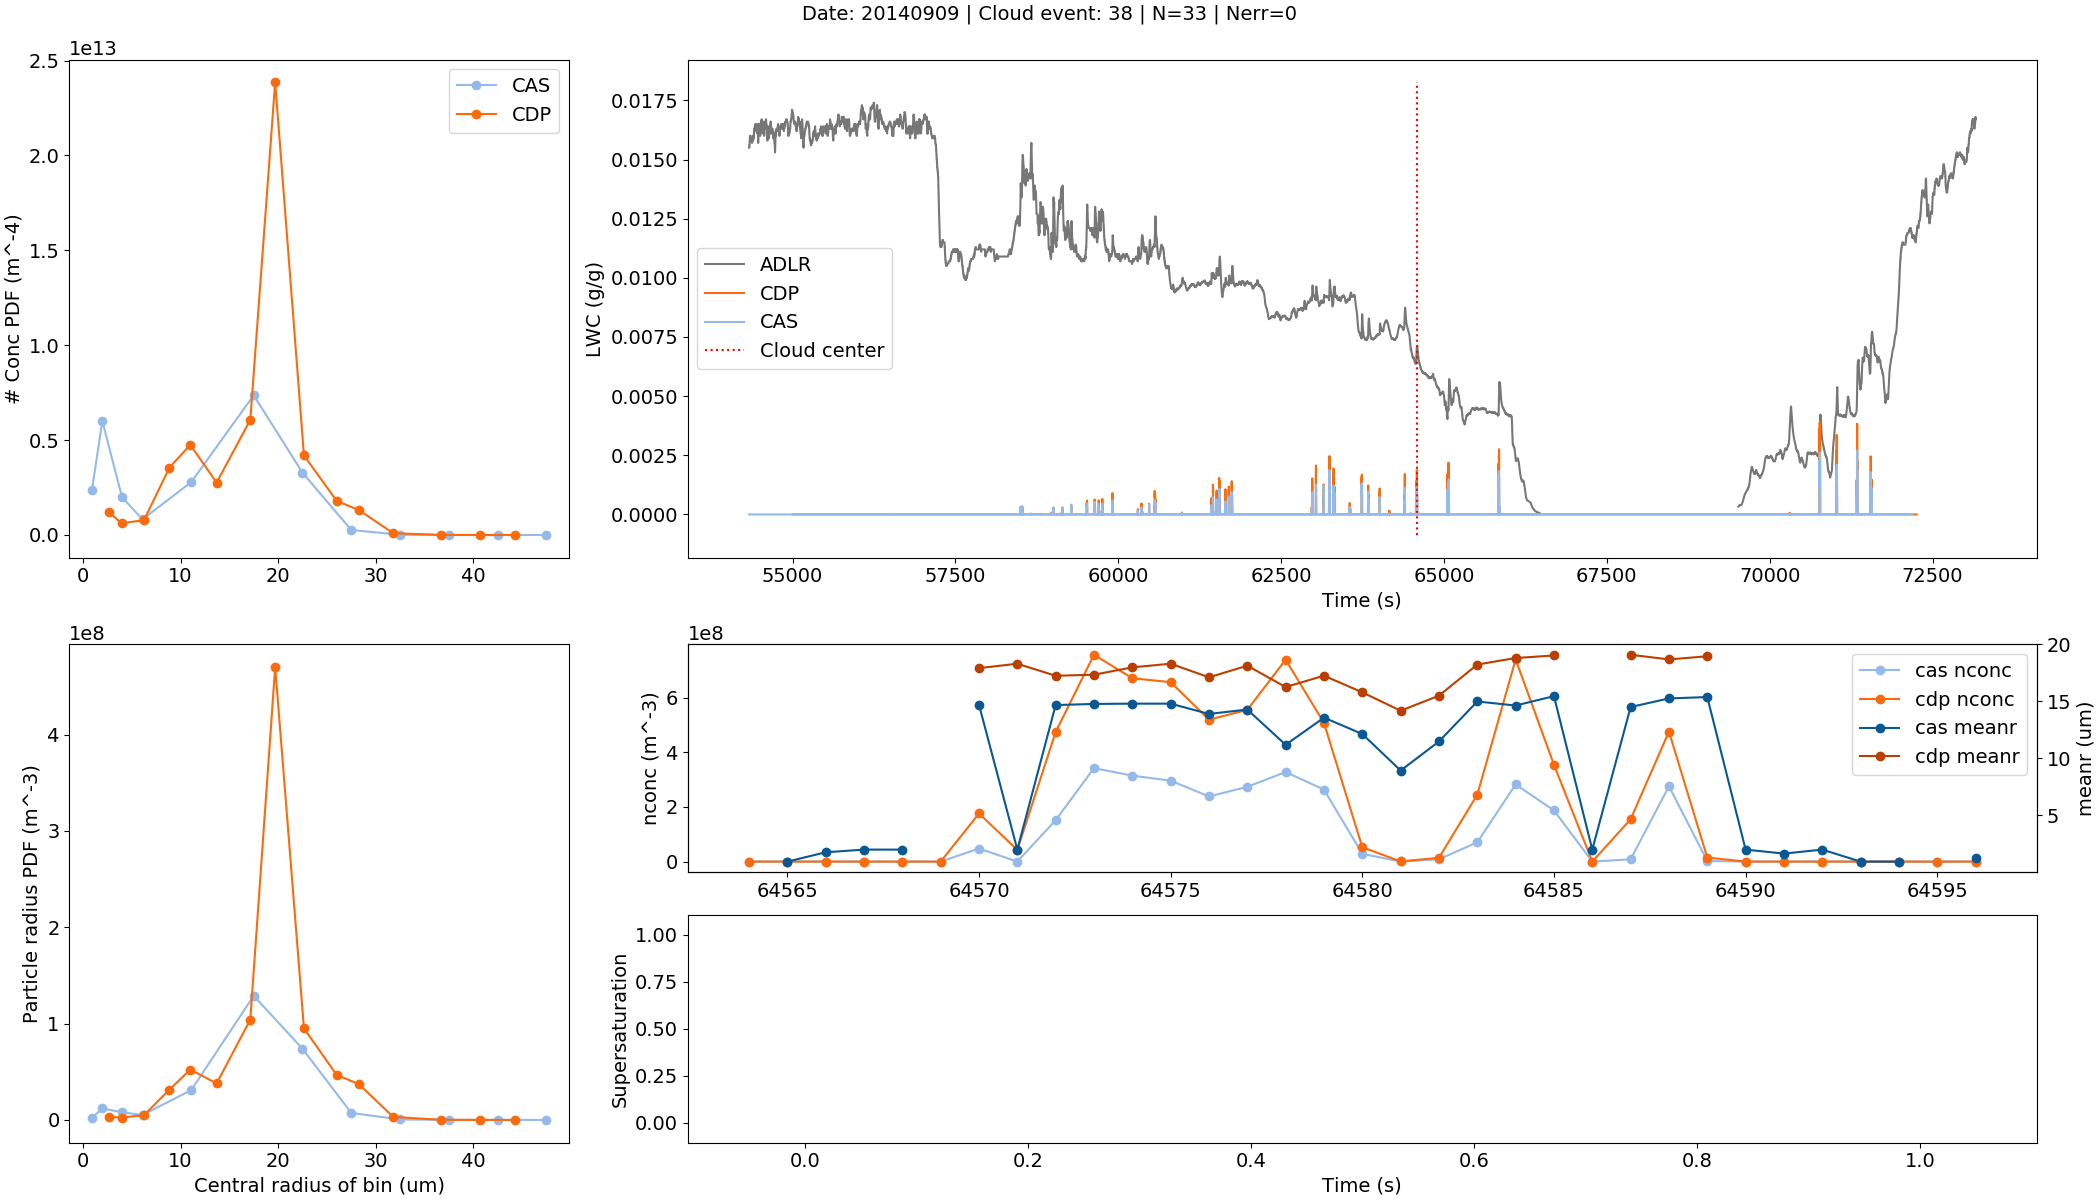 Date: 20140909 | Cloud event: 38 | N=33 | Nerr=0
1e13
2.5
2.0
1.5
1.0
0.5
0.0
# Conc PDF (m^-4)
CAS
CDP
0 10 20 30 40
0.0175
0.0150
0.0125
0.0100
0.0075
0.0050
0.0025
0.0000
LWC (g/g)
ADLR
CDP
CAS
Cloud center
55000 57500 60000 62500 65000 67500 70000 72500
Time (s)
1e8
4
3
2
1
0
Particle radius PDF (m^-3)
0 10 20 30 40
Central radius of bin (um)
1e8
6
4
2
0
nconc (m^-3)
cas nconc
cdp nconc
cas meanr
cdp meanr
20
15
10
5
meanr (um)
64565 64570 64575 64580 64585 64590 64595
1.00
0.75
0.50
0.25
0.00
Supersaturation
0.0 0.2 0.4 0.6 0.8 1.0
Time (s)